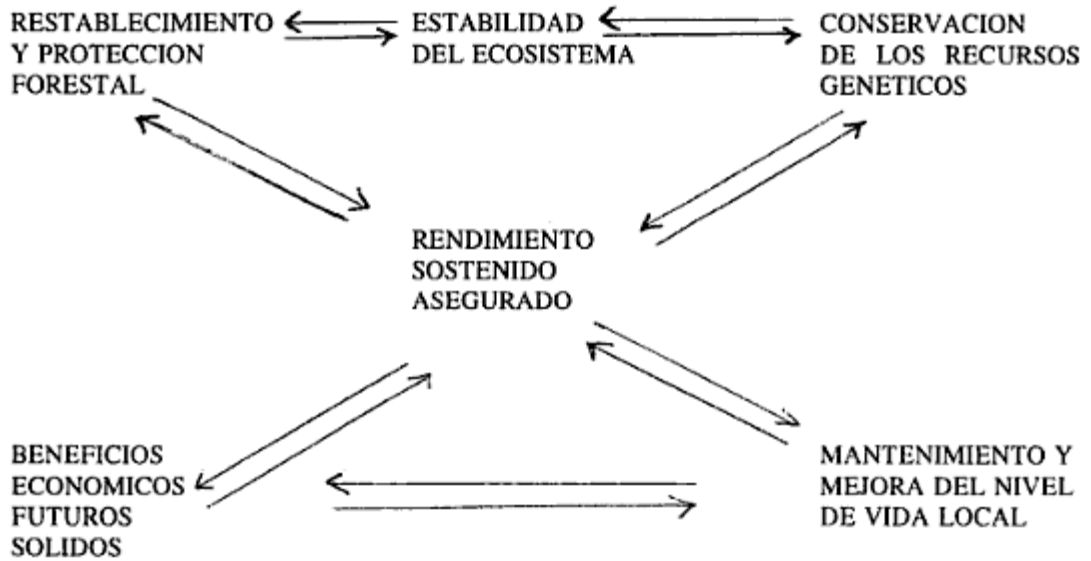 RESTABLECIMIENTO
Y PROTECCION
FORESTAL
ESTABILIDAD
DEL ECOSISTEMA
CONSERVACION
DE LOS RECURSOS
GENETICOS
RENDIMIENTO
SOSTENIDO
ASEGURADO
BENEFICIOS
ECONOMICOS
FUTUROS
SOLIDOS
MANTENIMIENTO Y
MEJORA DEL NIVEL
DE VIDA LOCAL